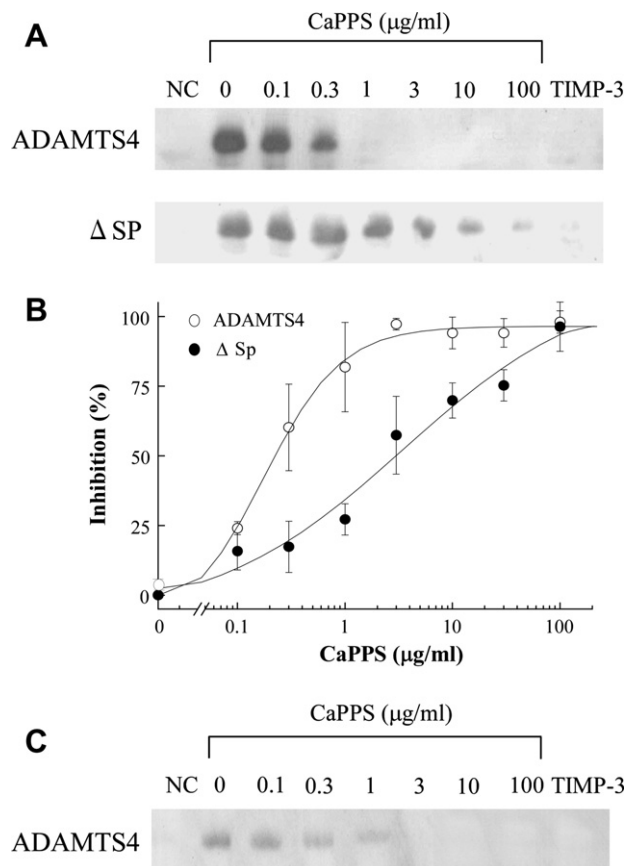 A
CaPPS (μg/ml)
NC 0 0.1 0.3 1 3 10 100 TIMP-3
ADAMTS4
Δ SP
B
ADAMTS4
Δ Sp
100
75
50
25
0
Inhibition (%)
0 0.1 1 10 100
CaPPS (μg/ml)
C
CaPPS (μg/ml)
NC 0 0.1 0.3 1 3 10 100 TIMP-3
ADAMTS4